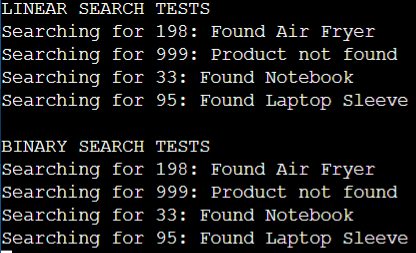 LINEAR SEARCH TESTS
Searching for 198: Found Air Fryer
Searching for 999: Product not found
Searching for 33: Found Notebook
Searching for 95: Found Laptop Sleeve
BINARY SEARCH TESTS
Searching for 198: Found Air Fryer
Searching for 999: Product not found
Searching for 33: Found Notebook
Searching for 95: Found Laptop Sleeve